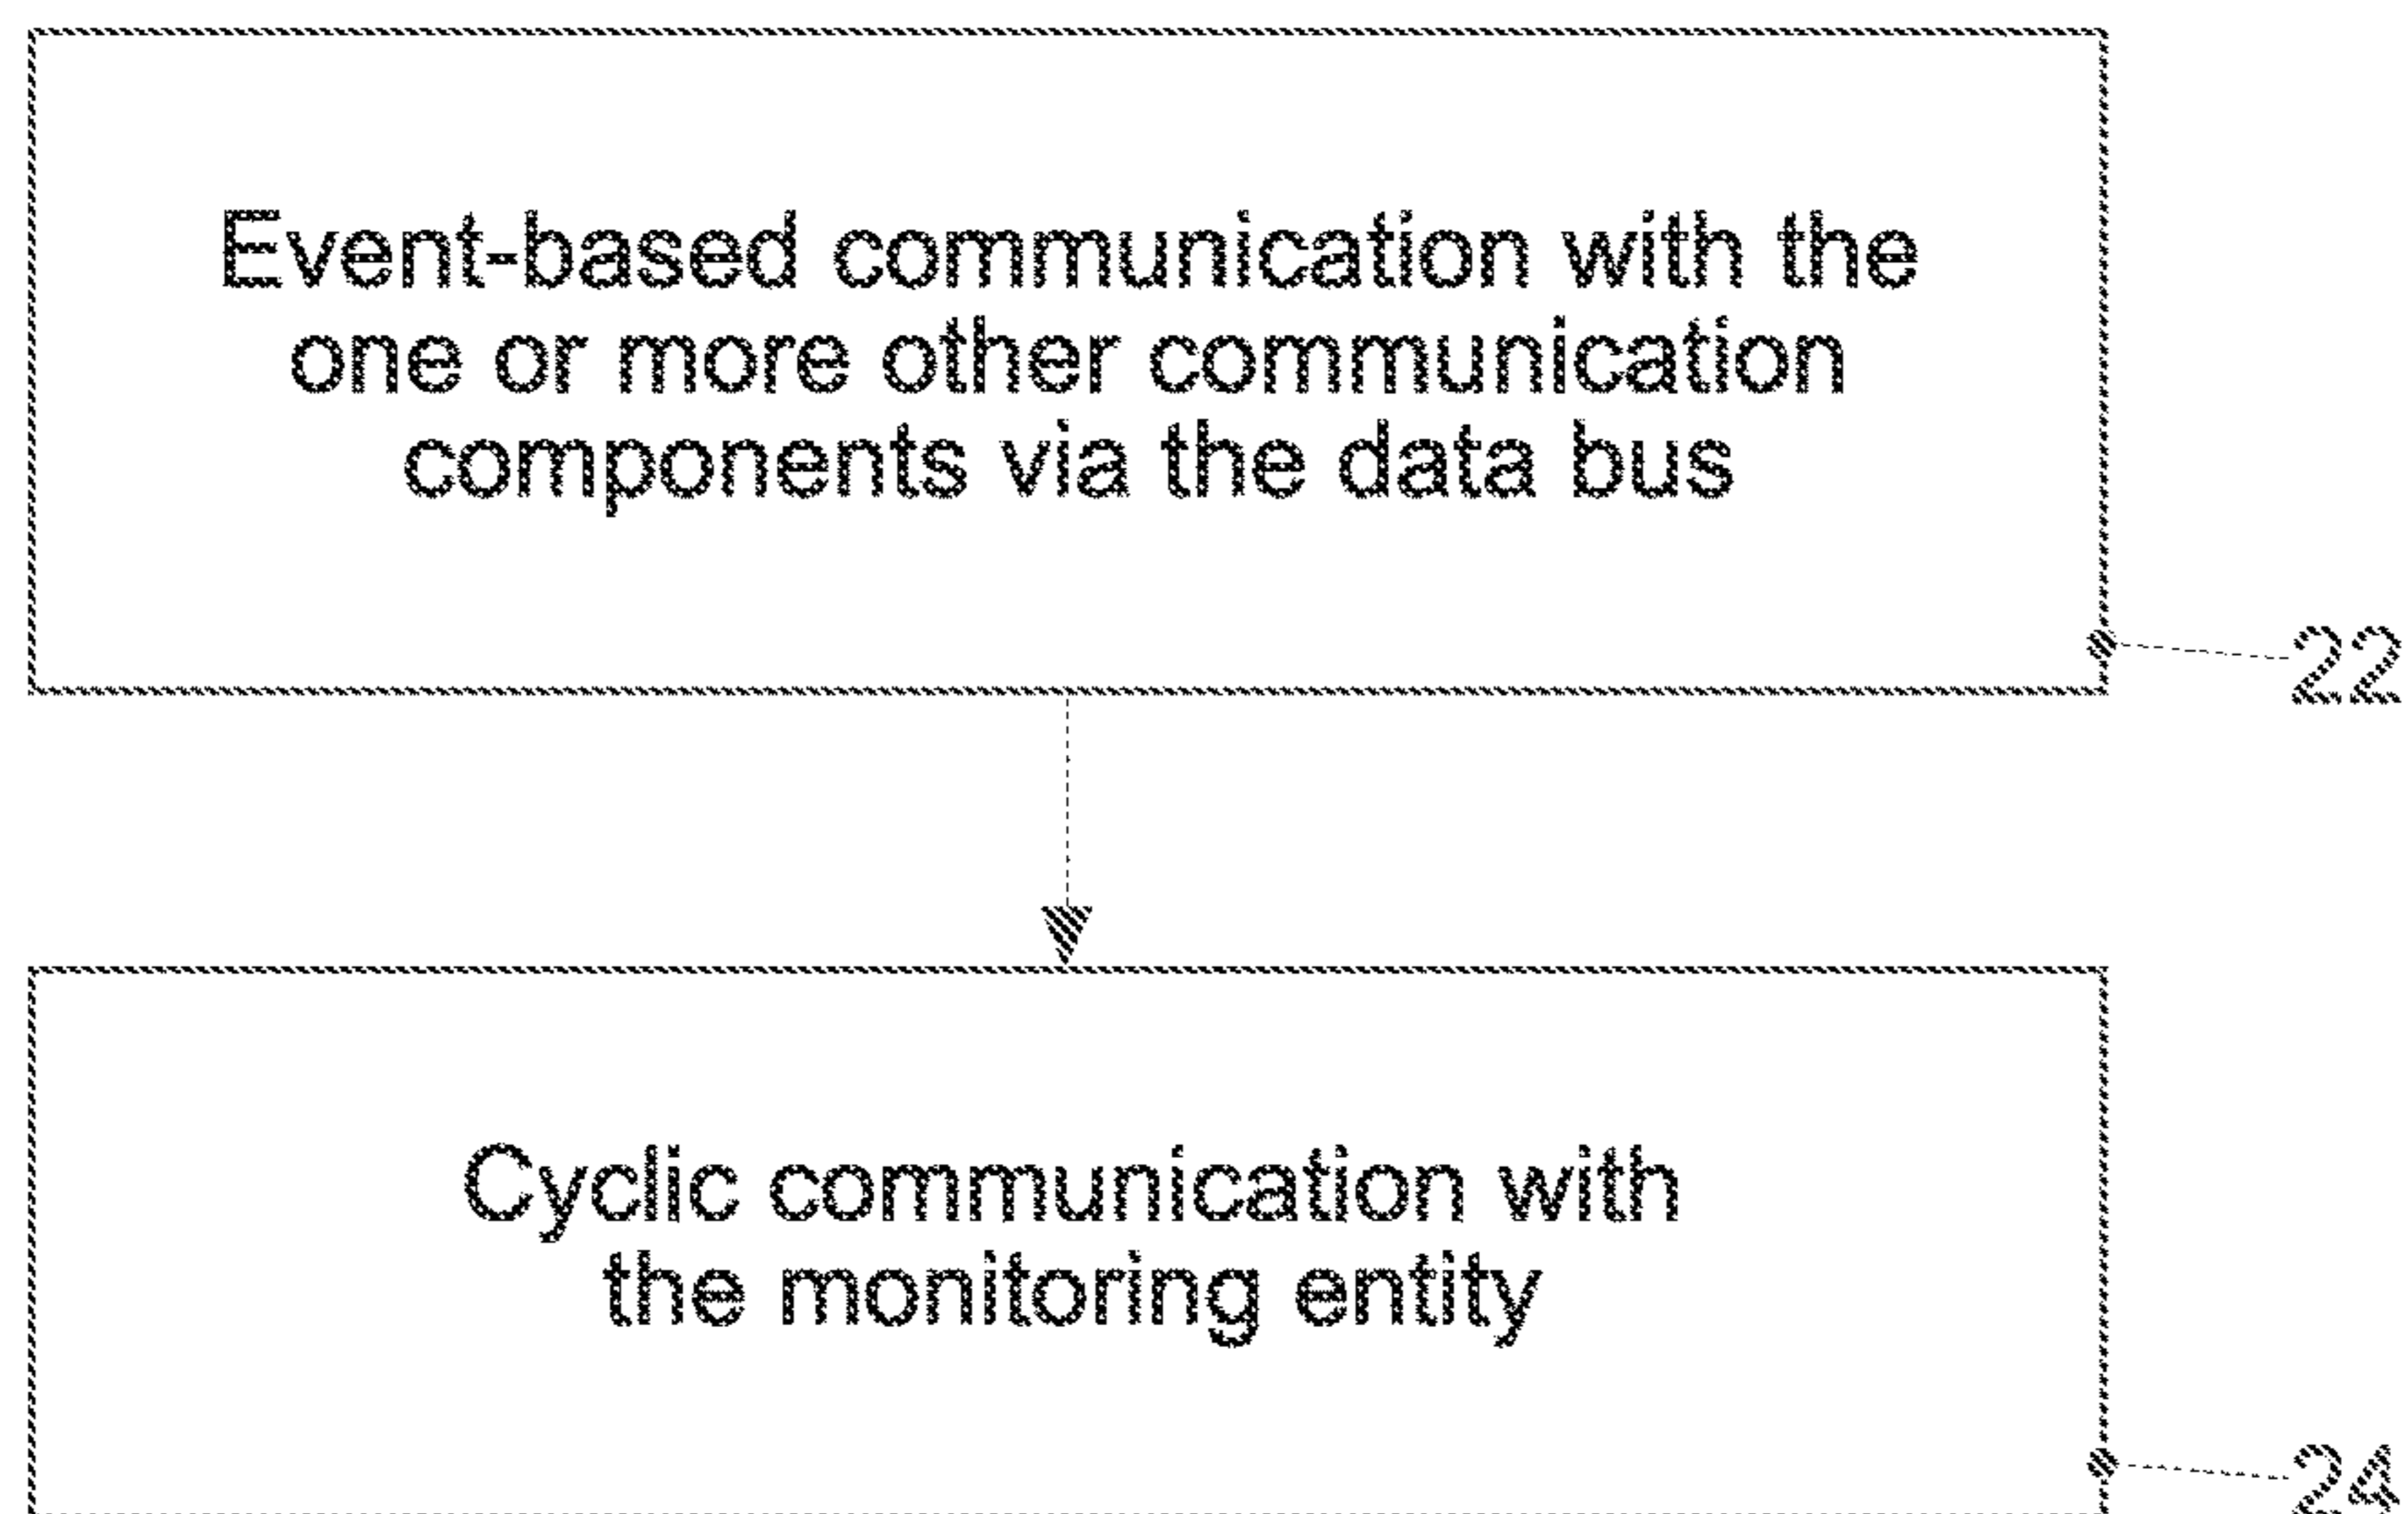 Event-based communication with the
one or more other communication
components via the data bus
22
Cyclic communication with
the monitoring entity
24